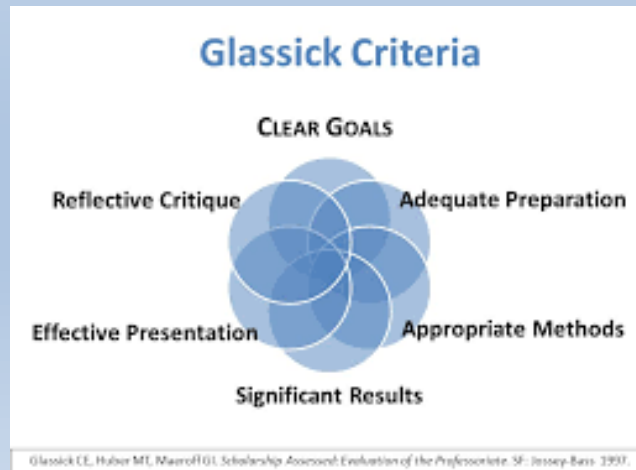 Glassick Criteria
CLEAR GOALS
Reflective Critique
Adequate Preparation
Effective Presentation
Appropriate Methods
Significant Results
Glassick CE, Huber MT, Maeroff GI. Scholarship Assessed: Evaluation of the Professoriate. SF: Jossey-Bass. 1997.